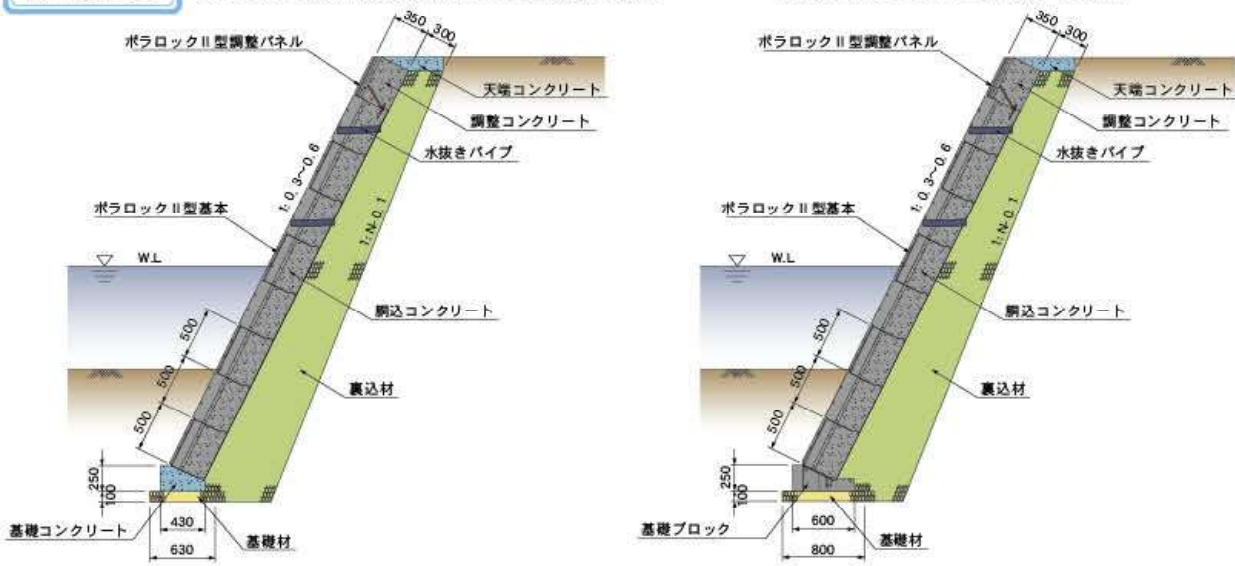 350
300
ポラロックⅡ型調整パネル
天端コンクリート
調整コンクリート
水抜きパイプ
1:0.3〜0.6
1:N-0.1
ポラロックⅡ型基本
W.L
胴込コンクリート
500
500
500
裏込材
250
100
基礎コンクリート
430
基礎材
630
350
300
ポラロックⅡ型調整パネル
天端コンクリート
調整コンクリート
水抜きパイプ
1:0.3〜0.6
1:N-0.1
ポラロックⅡ型基本
W.L
胴込コンクリート
500
500
500
裏込材
250
100
基礎ブロック
600
基礎材
800